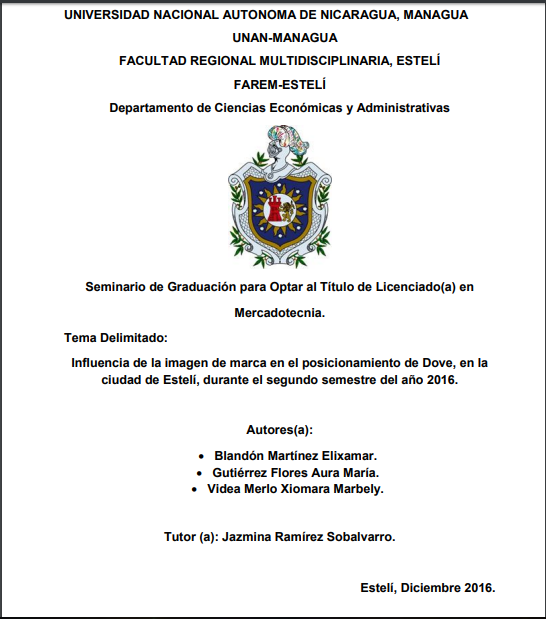 UNIVERSIDAD NACIONAL AUTONOMA DE NICARAGUA, MANAGUA
UNAN-MANAGUA
FACULTAD REGIONAL MULTIDISCIPLINARIA, ESTELÍ
FAREM-ESTELÍ
Departamento de Ciencias Económicas y Administrativas
Seminario de Graduación para Optar al Título de Licenciado(a) en
Mercadotecnia.
Tema Delimitado:
Influencia de la imagen de marca en el posicionamiento de Dove, en la
ciudad de Estelí, durante el segundo semestre del año 2016.
Autores(a):
• Blandón Martínez Elixamar.
• Gutiérrez Flores Aura María.
• Videa Merlo Xiomara Marbely.
Tutor (a): Jazmina Ramírez Sobalvarro.
Estelí, Diciembre 2016.